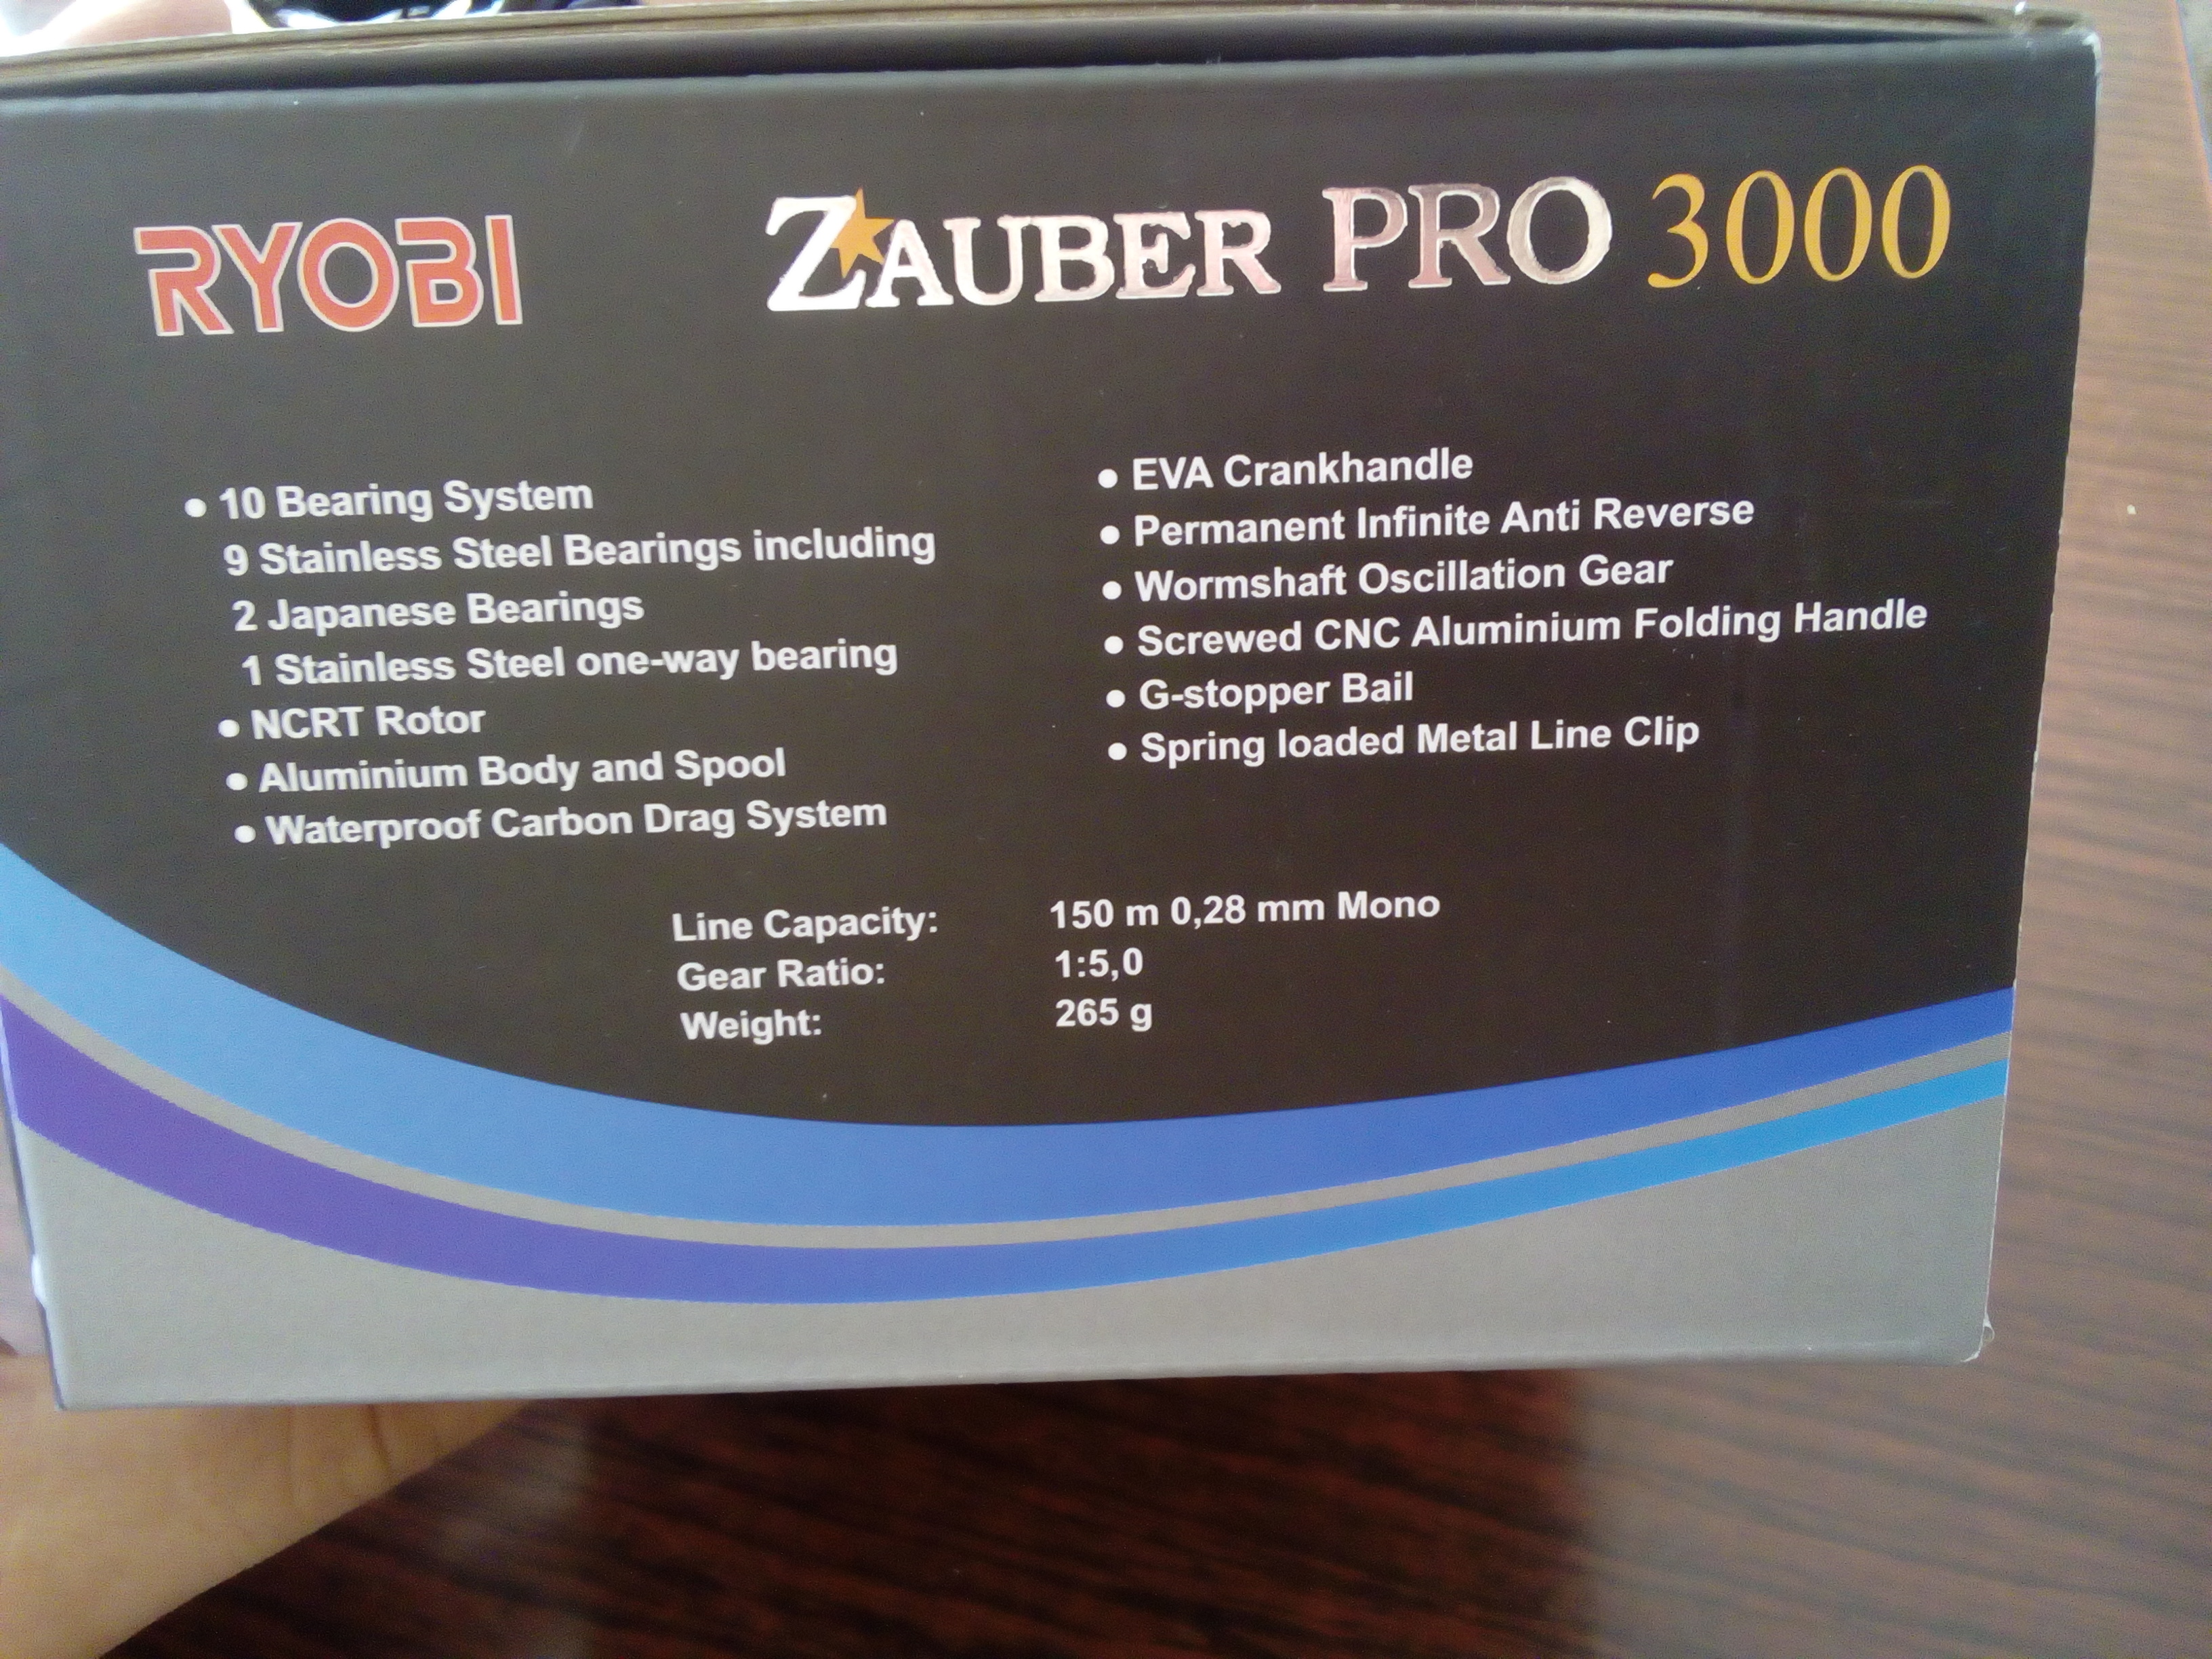 RYOBI
ZAUBER PRO 3000
• 10 Bearing System
9 Stainless Steel Bearings including
2 Japanese Bearings
1 Stainless Steel one-way bearing
• NCRT Rotor
• Aluminium Body and Spool
• Waterproof Carbon Drag System
• EVA Crankhandle
• Permanent Infinite Anti Reverse
• Wormshaft Oscillation Gear
• Screwed CNC Aluminium Folding Handle
• G-stopper Bail
• Spring loaded Metal Line Clip
Line Capacity: 150 m 0,28 mm Mono
Gear Ratio: 1:5,0
Weight: 265 g